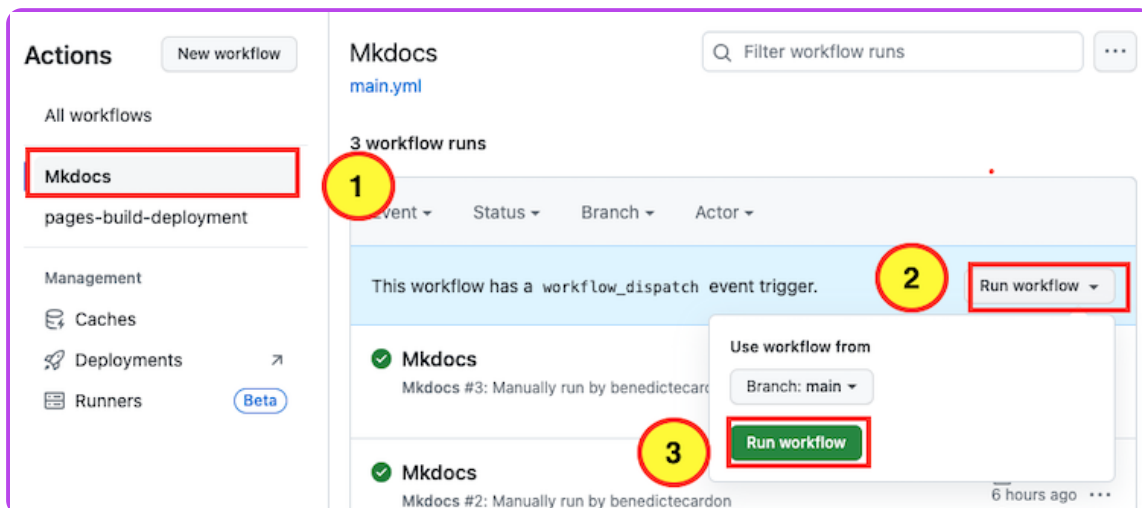 Actions
New workflow
All workflows
Mkdocs
pages-build-deployment
Management
Caches
Deployments
Runners
Beta
Mkdocs
main.yml
Filter workflow runs
3 workflow runs
1
Status
Branch
Actor
This workflow has a workflow_dispatch event trigger.
2
Run workflow
Use workflow from
Branch: main
Run workflow
3
Mkdocs
Mkdocs #3: Manually run by
Mkdocs
Mkdocs #2: Manually run by benedictecardon
6 hours ago